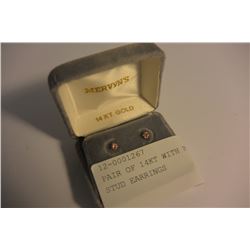 MERVYN'S
14 KT GOLD
12-0001267
PAIR OF 14KT WITH
STUD EARRINGS